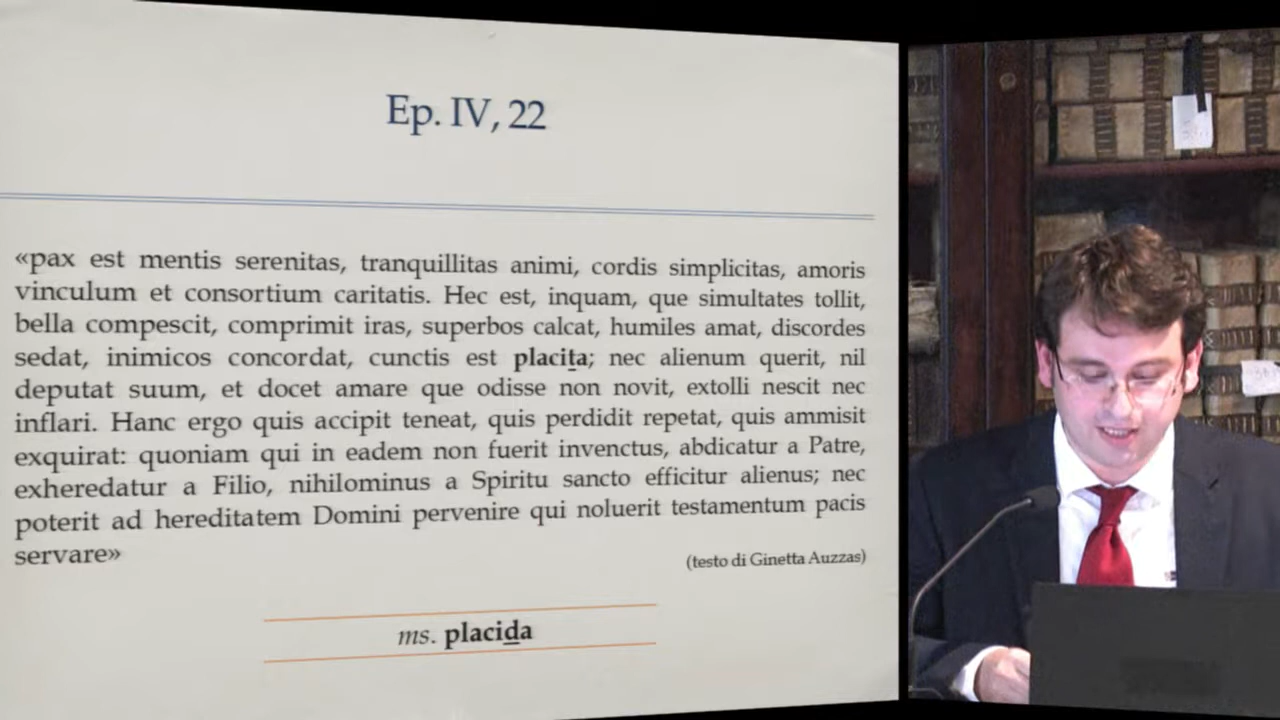 Ep. IV, 22
«pax est mentis serenitas, tranquillitas animi, cordis simplicitas, amoris
vinculum et consortium caritatis. Hec est, inquam, que simultates tollit,
bella compescit, comprimit iras, superbos calcat, humiles amat, discordes
sedat, inimicos concordat, cunctis est placita; nec alienum querit, nil
deputat suum, et docet amare que odisse non novit, extolli nescit nec
inflari. Hanc ergo quis accipit teneat, quis perdidit repetat, quis ammisit
exquirat: quoniam qui in eadem non fuerit invenctus, abdicatur a Patre,
exheredatur a Filio, nihilominus a Spiritu sancto efficitur alienus; nec
poterit ad hereditatem Domini pervenire qui noluerit testamentum pacis
servare»
(testo di Ginetta Auzzas)
ms. placida